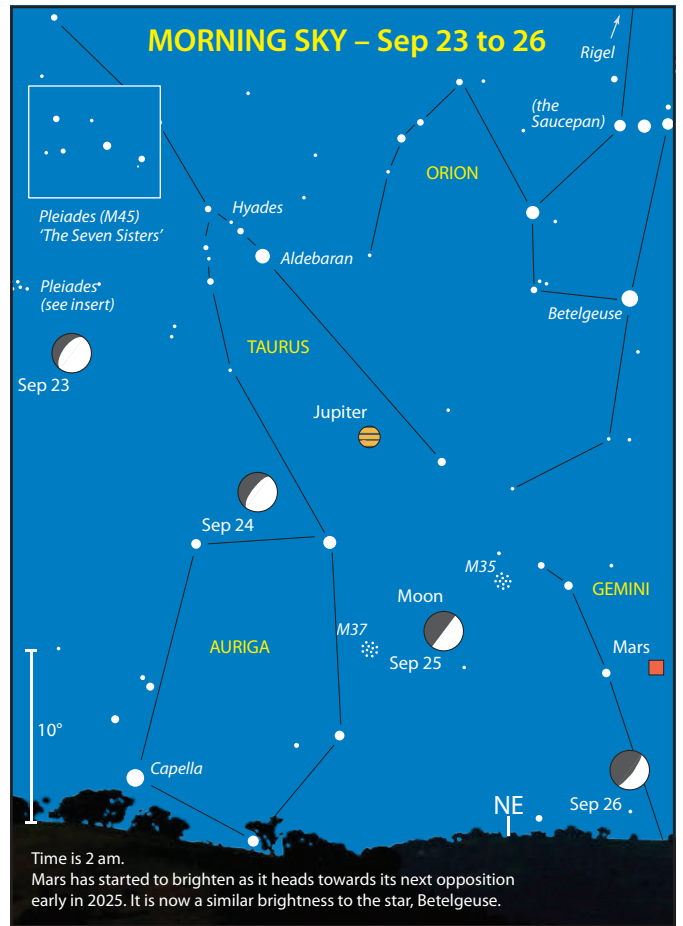 MORNING SKY – Sep 23 to 26
Rigel
(the
Saucepan)
ORION
Hyades
Pleiades (M45)
‘The Seven Sisters’
Aldebaran
Pleiades
(see insert)
Betelgeuse
TAURUS
Sep 23
Jupiter
Sep 24
M35
Moon
GEMINI
M37
AURIGA
Mars
Sep 25
10°
Capella
NE
Sep 26
Time is 2 am.
Mars has started to brighten as it heads towards its next opposition
early in 2025. It is now a similar brightness to the star, Betelgeuse.